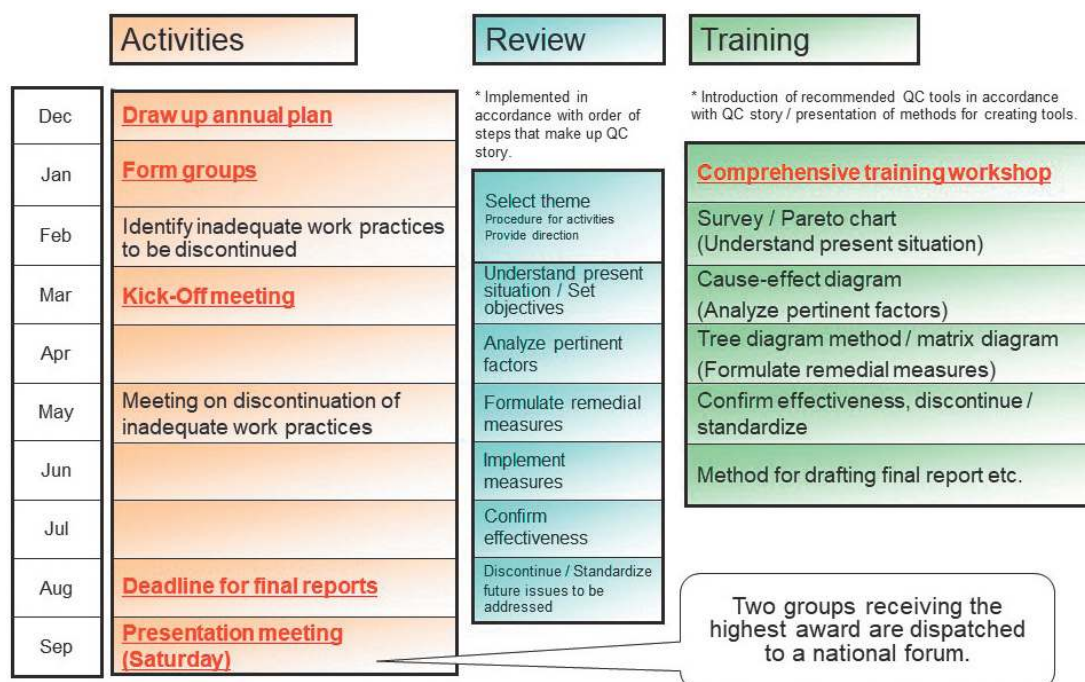 Activities
Review
Training
* Implemented in
accordance with order of
steps that make up QC
story.
* Introduction of recommended QC tools in accordance
with QC story / presentation of methods for creating tools.
Dec
Draw up annual plan
Jan
Form groups
Select theme
Procedure for activities
Provide direction
Comprehensive training workshop
Feb
Identify inadequate work practices
to be discontinued
Survey / Pareto chart
(Understand present situation)
Mar
Kick-Off meeting
Understand present
situation / Set
objectives
Cause-effect diagram
(Analyze pertinent factors)
Apr
Analyze pertinent
factors
Tree diagram method / matrix diagram
(Formulate remedial measures)
May
Meeting on discontinuation of
inadequate work practices
Formulate remedial
measures
Confirm effectiveness, discontinue /
standardize
Jun
Implement
measures
Method for drafting final report etc.
Jul
Confirm
effectiveness
Aug
Deadline for final reports
Discontinue / Standardize
future issues to be
addressed
Sep
Presentation meeting
(Saturday)
Two groups receiving the
highest award are dispatched
to a national forum.